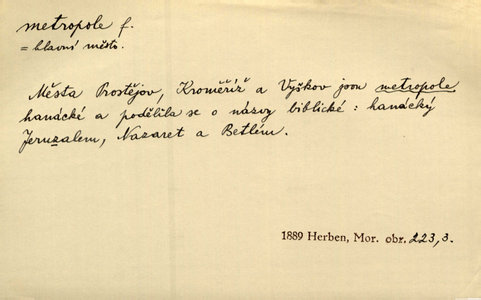 metropole f.
= hlavní město.
Města Prostějov, Kroměříž a Vyškov jsou metropole
hanácké a podělila se o názvy biblické: hanácký
Jeruzalem, Nazaret a Betlém.
1889 Herben, Mor. obr. 223,3.